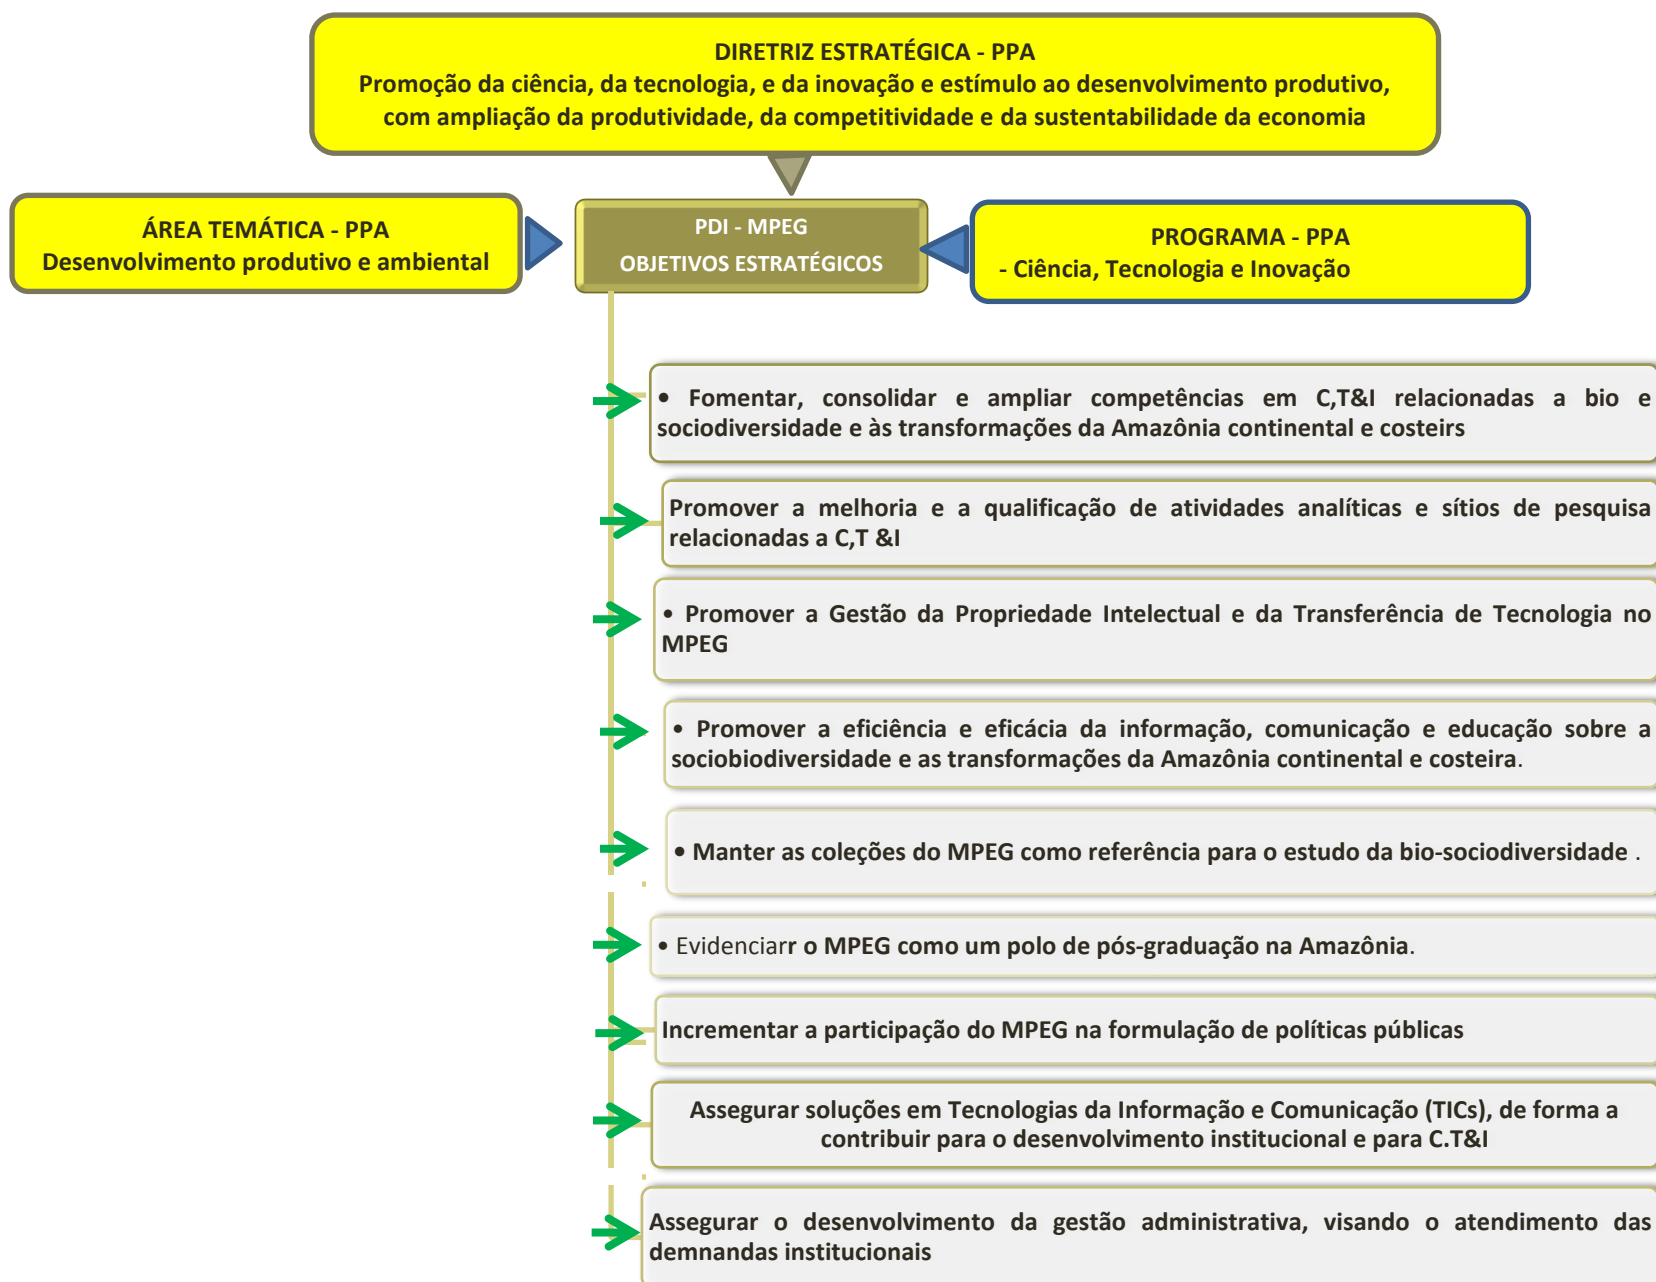 DIRETRIZ ESTRATÉGICA - PPA
Promoção da ciência, da tecnologia, e da inovação e estímulo ao desenvolvimento produtivo,
com ampliação da produtividade, da competitividade e da sustentabilidade da economia
ÁREA TEMÁTICA - PPA
Desenvolvimento produtivo e ambiental
PDI - MPEG
OBJETIVOS ESTRATÉGICOS
PROGRAMA - PPA
- Ciência, Tecnologia e Inovação
• Fomentar, consolidar e ampliar competências em C,T&I relacionadas a bio e
sociodiversidade e às transformações da Amazônia continental e costeirs
Promover a melhoria e a qualificação de atividades analíticas e sítios de pesquisa
relacionadas a C,T &I
• Promover a Gestão da Propriedade Intelectual e da Transferência de Tecnologia no
MPEG
• Promover a eficiência e eficácia da informação, comunicação e educação sobre a
sociobiodiversidade e as transformações da Amazônia continental e costeira.
• Manter as coleções do MPEG como referência para o estudo da bio-sociodiversidade .
• Evidenciarr o MPEG como um polo de pós-graduação na Amazônia.
Incrementar a participação do MPEG na formulação de políticas públicas
Assegurar soluções em Tecnologias da Informação e Comunicação (TICs), de forma a
contribuir para o desenvolvimento institucional e para C.T&I
Assegurar o desenvolvimento da gestão administrativa, visando o atendimento das
demnandas institucionais